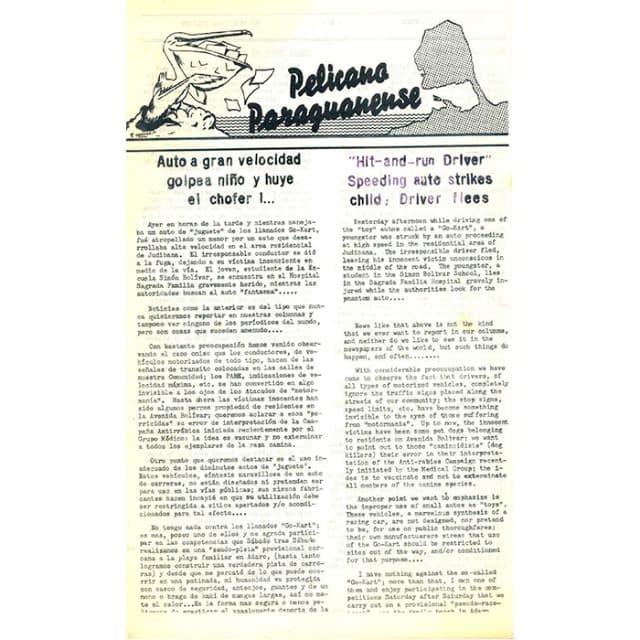 Pelicano
Paraguanense
Auto a gran velocidad
golpea niño y huye
el chofer !...
Ayer en horas de la tarde y mientras maneja-
ba un auto de "juguete" de los llamados Go-Kart,
fué atropellado un menor por un auto que desa-
rrollaba alta velocidad en el área residencial
de Judibana. El irresponsable conductor se dió
a la fuga, dejando a su víctima inconsciente en
medio de la vía. El joven, estudiante de la Es-
cuela Simón Bolívar, se encuentra en el Hospital
Sagrada Familia gravemente herido, mientras las
autoridades buscan al auto "fantasma".....
Noticias como la anterior es del tipo que nun-
ca quisiéramos reportar en nuestras columnas y
tampoco ver ninguno de los periódicos del mundo,
pero son cosas que suceden amenudo....
Con bastante preocupación hemos venido observan-
do el caso omiso que los conductores, de ve-
hículos motorizados de todo tipo, hacen de las
señales de tránsito colocadas en las calles de
nuestra Comunidad; los PARE, indicaciones de ve-
locidad máxima, etc. se han convertido en algo
invisible a los ojos de los Atacados de "motor-
manía". Hasta ahora las víctimas inocentes han
sido algunos perros propiedad de residentes en
la Avenida Bolívar; queremos aclarar a esos "pe-
rricidas" su error de interpretación de la Cam-
paña Antirrábica iniciada recientemente por el
Grupo Médico: la idea es vacunar y no exterminar
a todos los ejemplares de la raza canina.
Otro punto que queremos destacar es el uso in-
adecuado de los diminutos autos de "juguete".
Estos vehículos, síntesis maravillosa de un auto
de carreras, no están diseñados ni pretenden ser
para uso en las vías públicas; sus mismos fabri-
cantes hacen incapié en que su utilización debe
ser restringida a sitios apartados y/o acondi-
cionados para tal efecto....
No tengo nada contra los llamados "Go-Kart";
es mas, poseo uno de ellos y me agrada partici-
par en las competencias que Sábado tras Sábado
realizamos en una "seudo-pista" provisional cer-
cana a la playa familiar en Adaro, (hasta tanto
logramos construir una verdadera pista de carre-
ras) y desde que me percaté de lo que puede ocu-
rrir en una patinada, mi humanidad va protegida
con casco de seguridad, anteojos, guantes y de un
mono o braga de kaki de mangas largas, así me ma-
te el calor...Es la forma mas segura o menos pe-
"Hit-and-run Driver"
Speeding auto strikes
child; Driver flees
Yesterday afternoon while driving one of
the "toy" autos called a "Go-Kart", a
youngster was struck by an auto proceeding
at high speed in the residential area of
Judibana. The irresponsible driver fled,
leaving his innocent victim unconscious in
the middle of the road. The youngster, a
student in the Simon Bolivar School, lies
in the Sagrada Familia Hospital gravely in-
jured while the authorities look for the
phantom auto....
News like that above is not the kind
that we ever want to report in our columns,
and neither do we like to see it in the
newspapers of the world, but such things do
happen, and often........
With considerable preoccupation we have
come to observe the fact that drivers, of
all types of motorized vehicles, completely
ignore the traffic signs placed along the
streets of our community; the stop signs,
speed limits, etc. have become something
invisible to the eyes of those suffering
from "motormania". Up to now, the innocent
victims have been some pet dogs belonging
to residents on Avenida Bolivar; we want
to point out to those "caninicidists" (dog
killers) their error in their interpreta-
tion of the Anti-rabies Campaign recent-
ly initiated by the Medical Group; the i-
dea is to vaccinate and not to exterminate
all members of the canine species.
Another point we want to emphasize is
the improper use of small autos as "toys".
These vehicles, a marvelous synthesis of a
racing car, are not designed, nor pretend
to be, for use on public thoroughfares;
their own manufacturers stress that use
of the Go-Kart should be restricted to
sites out of the way, and/or conditioned
for that purpose....
I have nothing against the so-called
"Go-Kart"; more than that, I own one of
them and enjoy participating in the com-
petitions Saturday after Saturday that we
carry out on a provisional "pseudo-race-